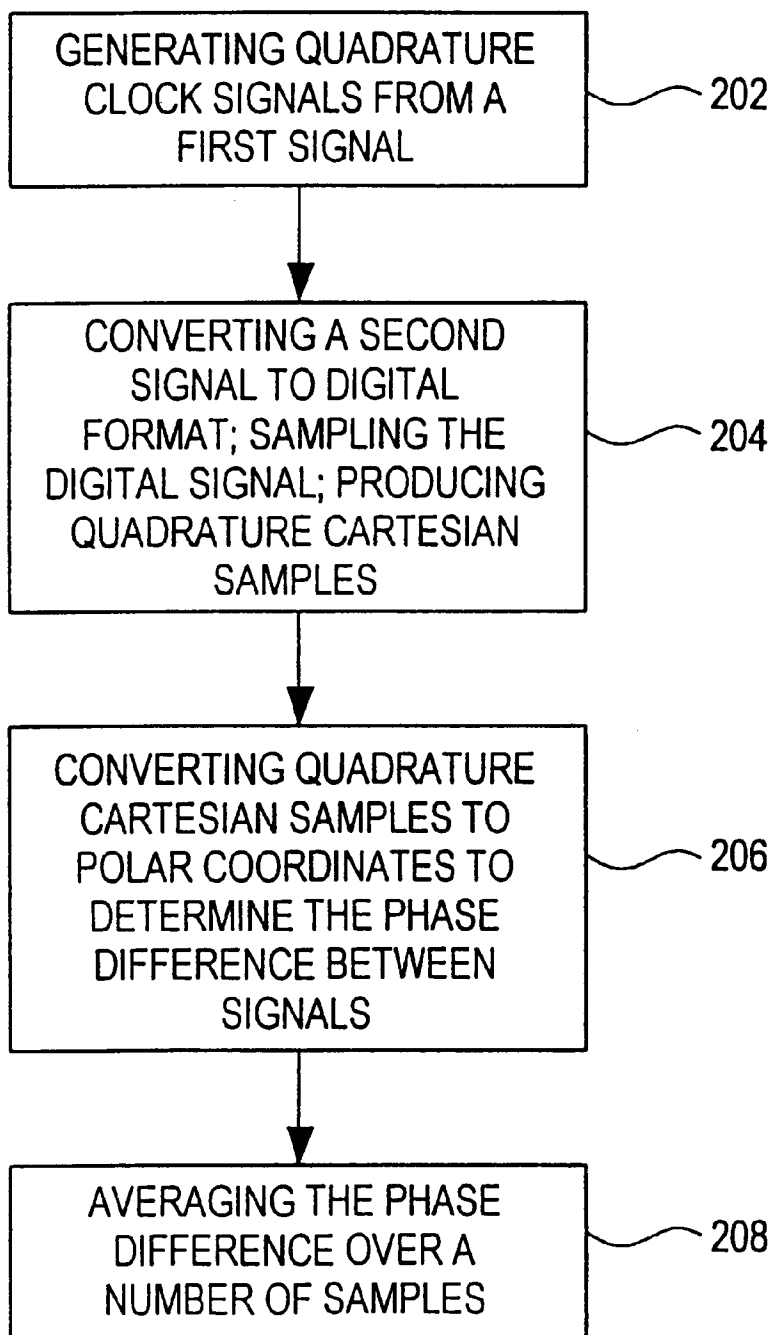 GENERATING QUADRATURE
CLOCK SIGNALS FROM A
FIRST SIGNAL
202
CONVERTING A SECOND
SIGNAL TO DIGITAL
FORMAT; SAMPLING THE
DIGITAL SIGNAL; PRODUCING
QUADRATURE CARTESIAN
SAMPLES
204
CONVERTING QUADRATURE
CARTESIAN SAMPLES TO
POLAR COORDINATES TO
DETERMINE THE PHASE
DIFFERENCE BETWEEN
SIGNALS
206
AVERAGING THE PHASE
DIFFERENCE OVER A
NUMBER OF SAMPLES
208